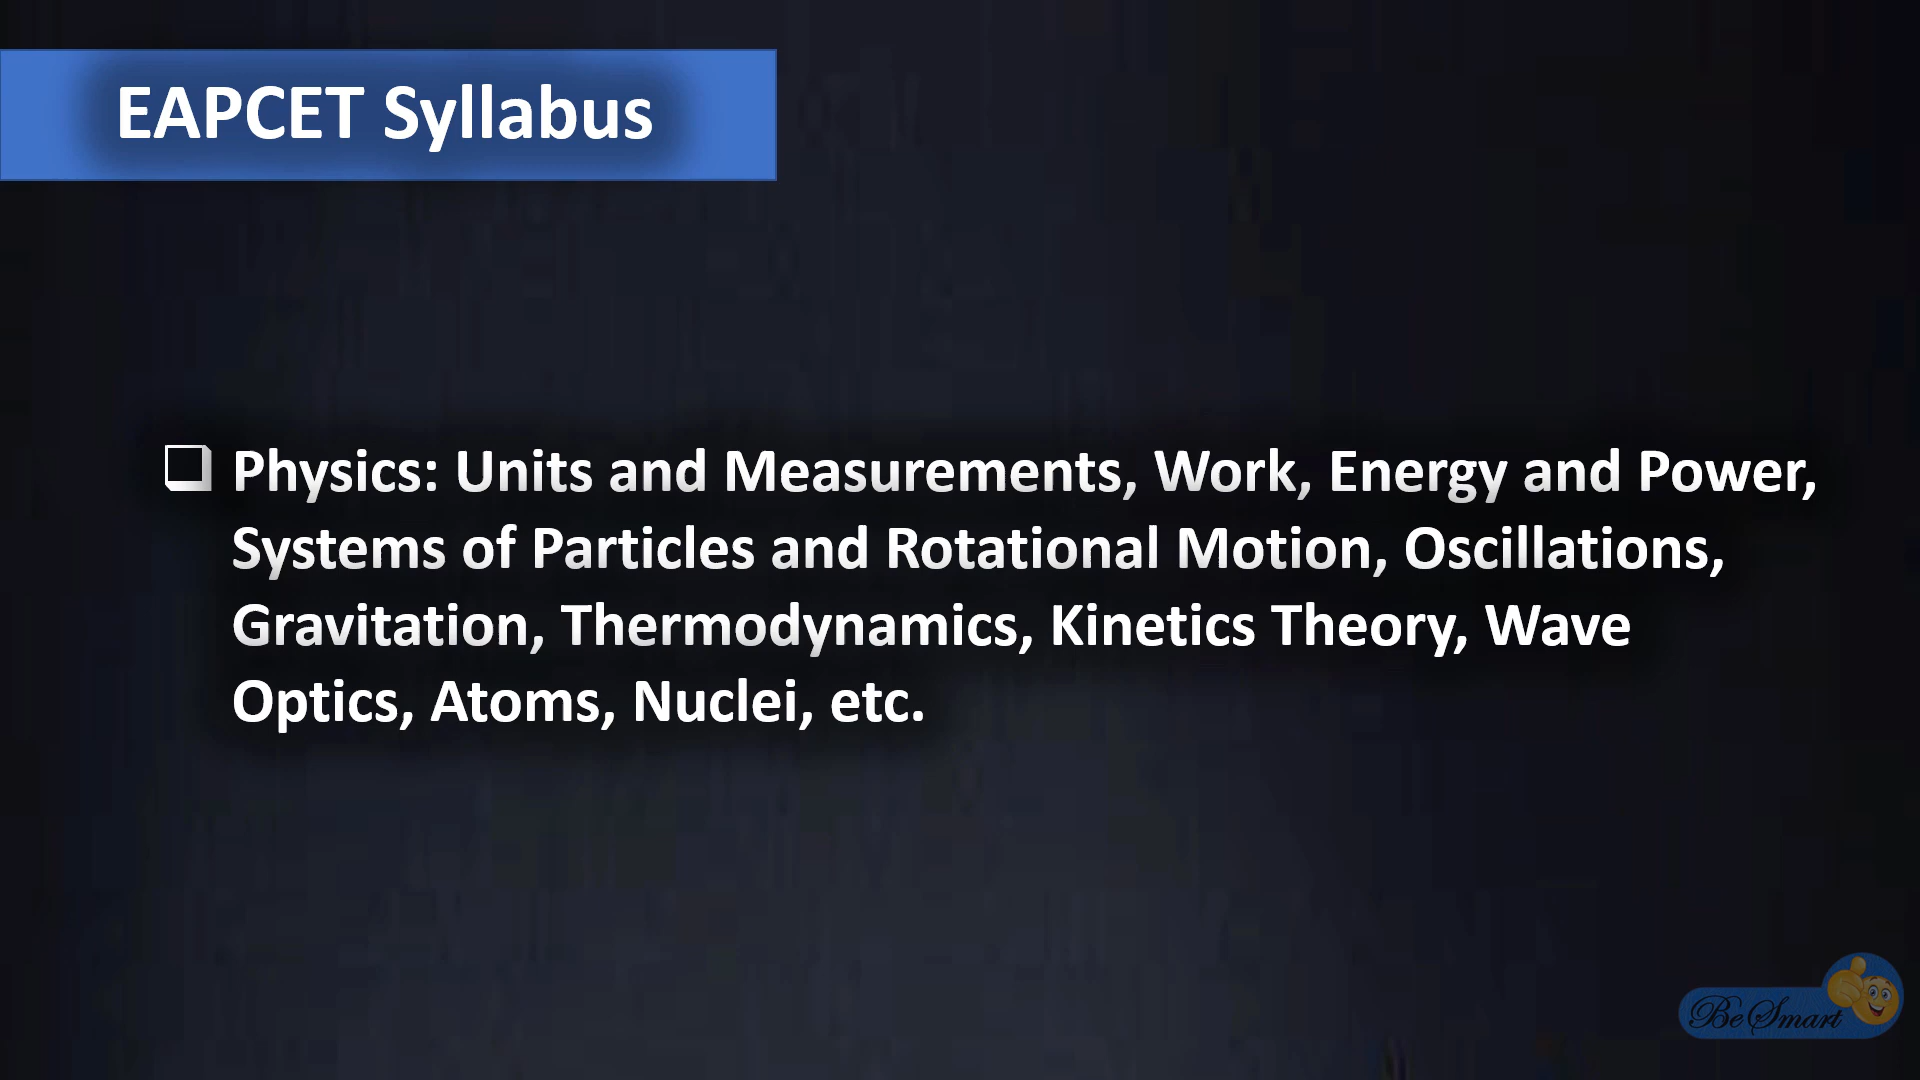 EAPCET Syllabus
Physics: Units and Measurements, Work, Energy and Power,
Systems of Particles and Rotational Motion, Oscillations,
Gravitation, Thermodynamics, Kinetics Theory, Wave
Optics, Atoms, Nuclei, etc.
Be Smart